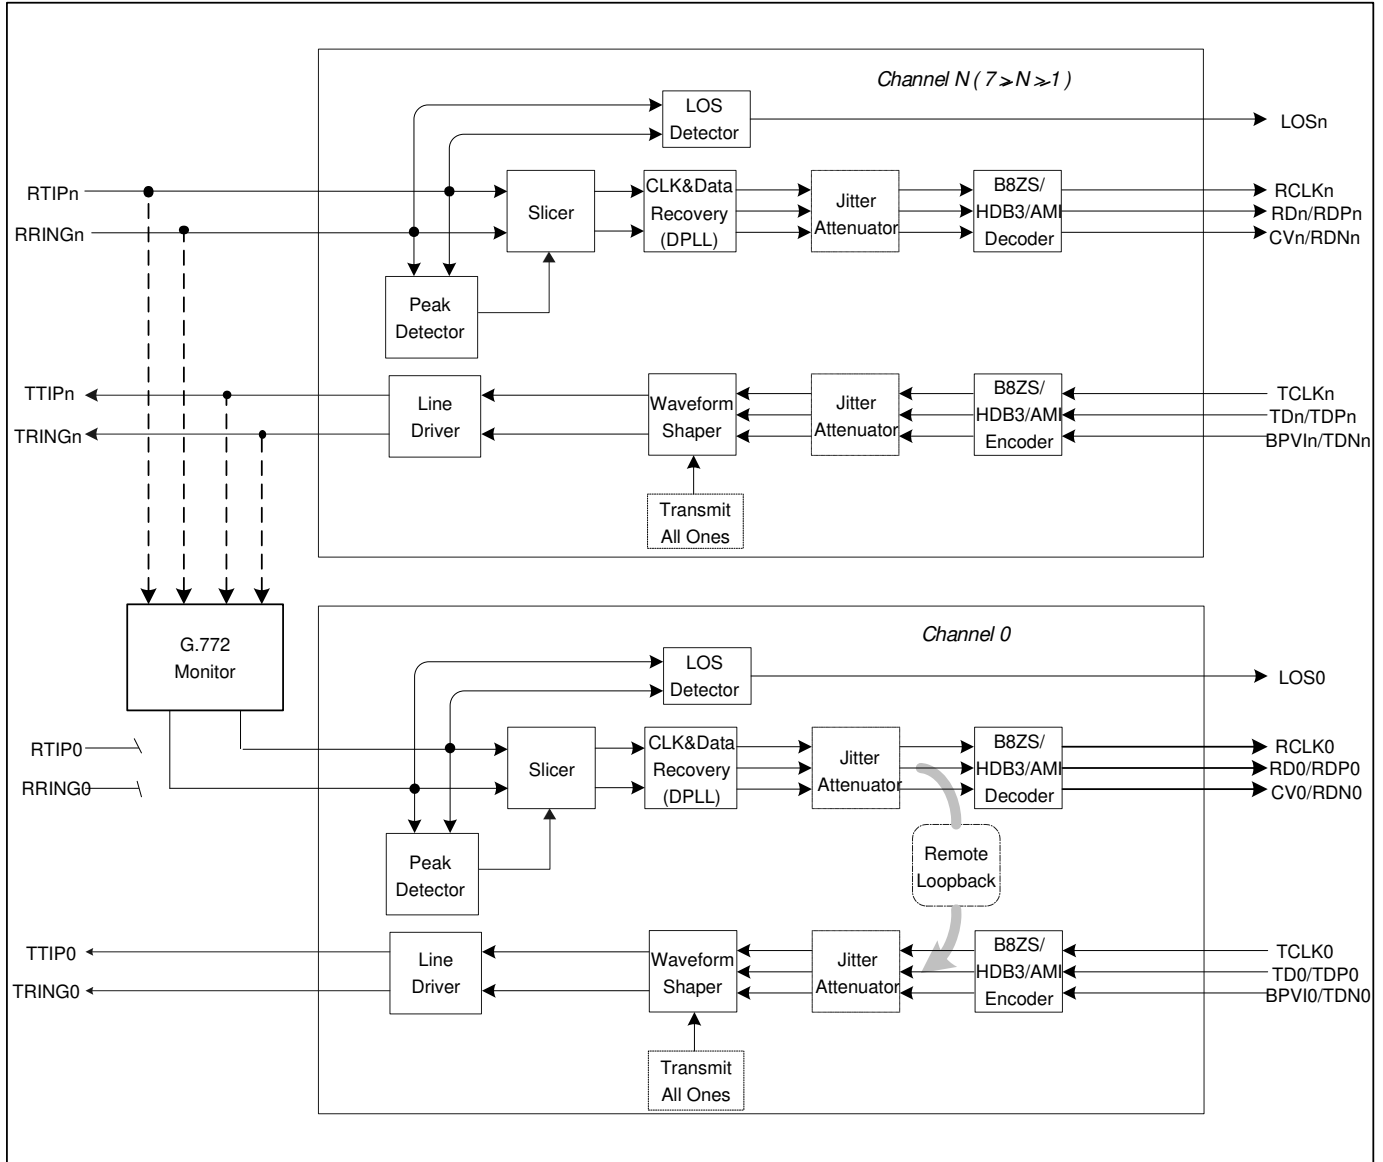 Channel N ( 7 ⩾ N ⩾ 1 )
LOS
Detector
LOSn
RTIPn
RRINGn
Slicer
CLK&Data
Recovery
(DPLL)
Jitter
Attenuator
B8ZS/
HDB3/AMI
Decoder
RCLKn
RDn/RDPn
CVn/RDNn
Peak
Detector
TTIPn
TRINGn
Line
Driver
Waveform
Shaper
Jitter
Attenuator
B8ZS/
HDB3/AMI
Encoder
TCLKn
TDn/TDPn
BPVIn/TDNn
Transmit
All Ones
G.772
Monitor
Channel 0
LOS
Detector
LOS0
RTIP0
RRING0
Slicer
CLK&Data
Recovery
(DPLL)
Jitter
Attenuator
B8ZS/
HDB3/AMI
Decoder
RCLK0
RD0/RDP0
CV0/RDN0
Peak
Detector
Remote
Loopback
TTIP0
TRING0
Line
Driver
Waveform
Shaper
Jitter
Attenuator
B8ZS/
HDB3/AMI
Encoder
TCLK0
TD0/TDP0
BPVI0/TDN0
Transmit
All Ones